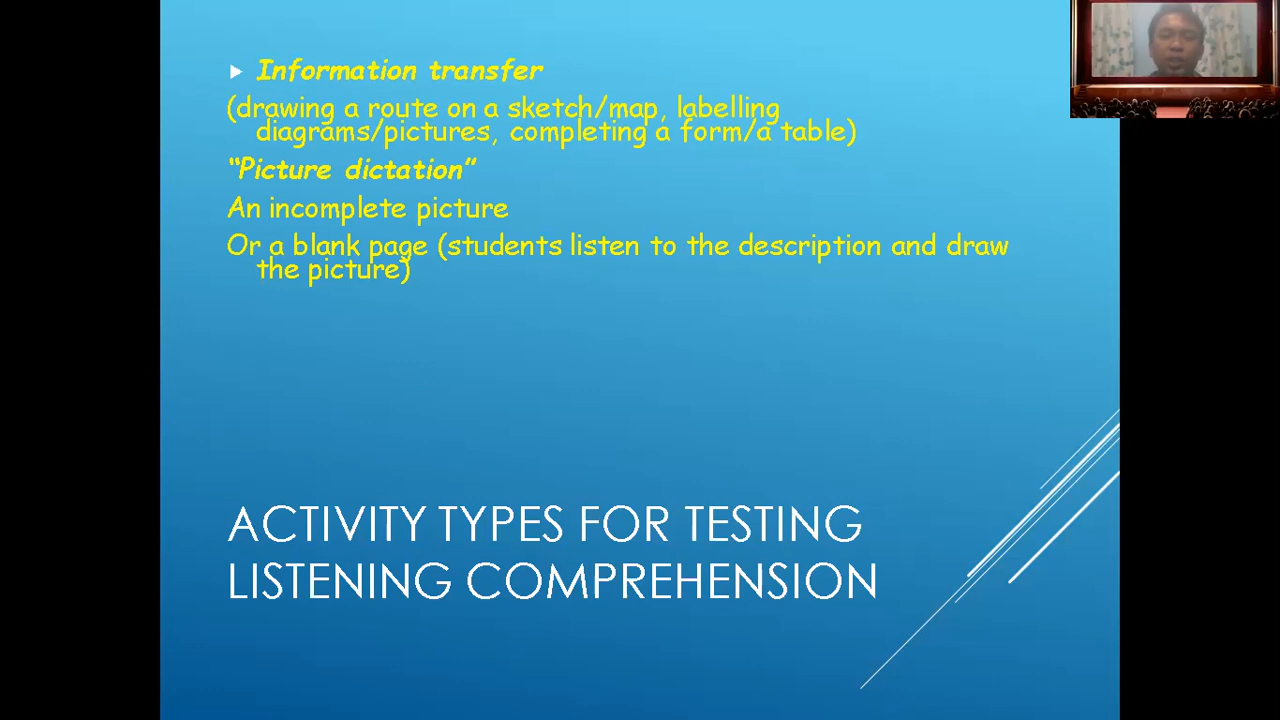 Information transfer
(drawing a route on a sketch/map, labelling
diagrams/pictures, completing a form/a table)
“Picture dictation”
An incomplete picture
Or a blank page (students listen to the description and draw
the picture)
ACTIVITY TYPES FOR TESTING
LISTENING COMPREHENSION